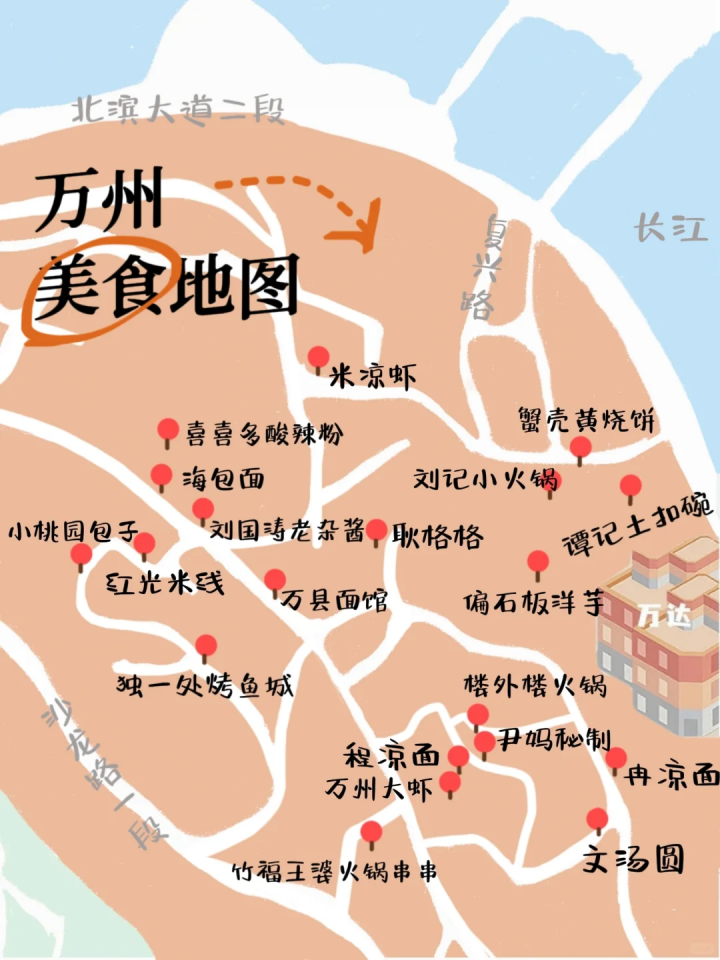 北滨大道二段
万州
美食地图
复兴路
长江
米凉虾
蟹壳黄烧饼
喜喜多酸辣粉
海包面
刘记小火锅
谭记土扣碗
小桃园包子
刘国涛老杂酱
耿格格
红光米线
万县面馆
偏石板洋芋
万达
独一处烤鱼城
楼外楼火锅
沙龙路一段
程凉面
尹妈秘制
万州大虾
冉凉面
竹福王婆火锅串串
文汤圆